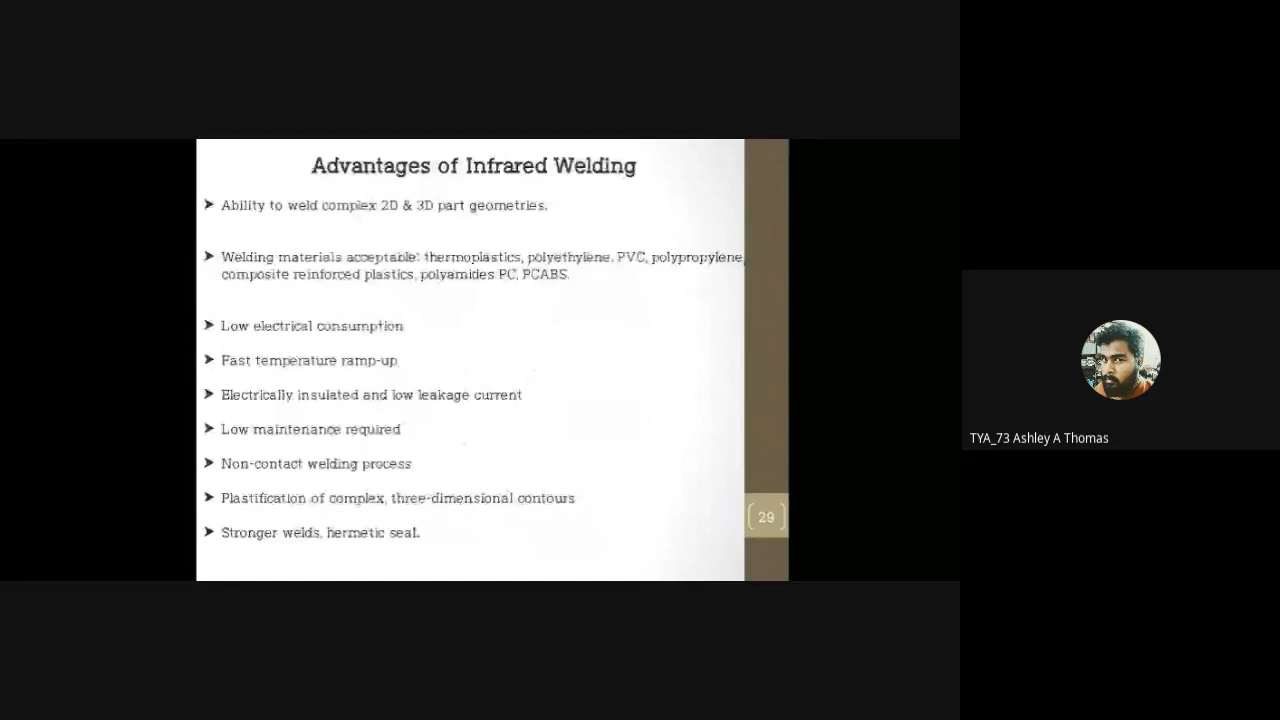 Advantages of Infrared Welding
➤ Ability to weld complex 2D & 3D part geometries.
➤ Welding materials acceptable: thermoplastics, polyethylene, PVC, polypropylene,
composite reinforced plastics, polyamides PC, PCABS.
➤ Low electrical consumption
➤ Fast temperature ramp-up
➤ Electrically insulated and low leakage current
➤ Low maintenance required
➤ Non-contact welding process
➤ Plastification of complex, three-dimensional contours
➤ Stronger welds, hermetic seal.
29
TYA_73 Ashley A Thomas